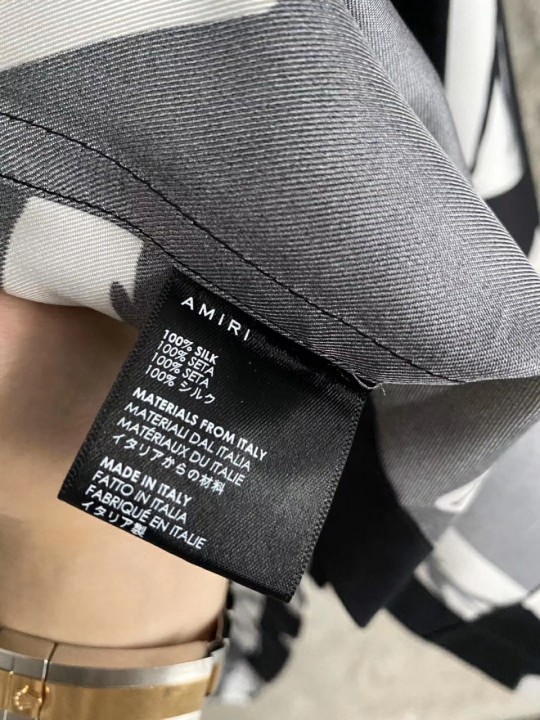 AMIRI
100% SILK
100% SETA
100% SETA
100% シルク
MATERIALS FROM ITALY
MATERIALI DAL ITALIA
MATÉRIAUX DU ITALIE
イタリアからの材料
MADE IN ITALY
FATTO IN ITALIA
FABRIQUÉ EN ITALIE
イタリア製